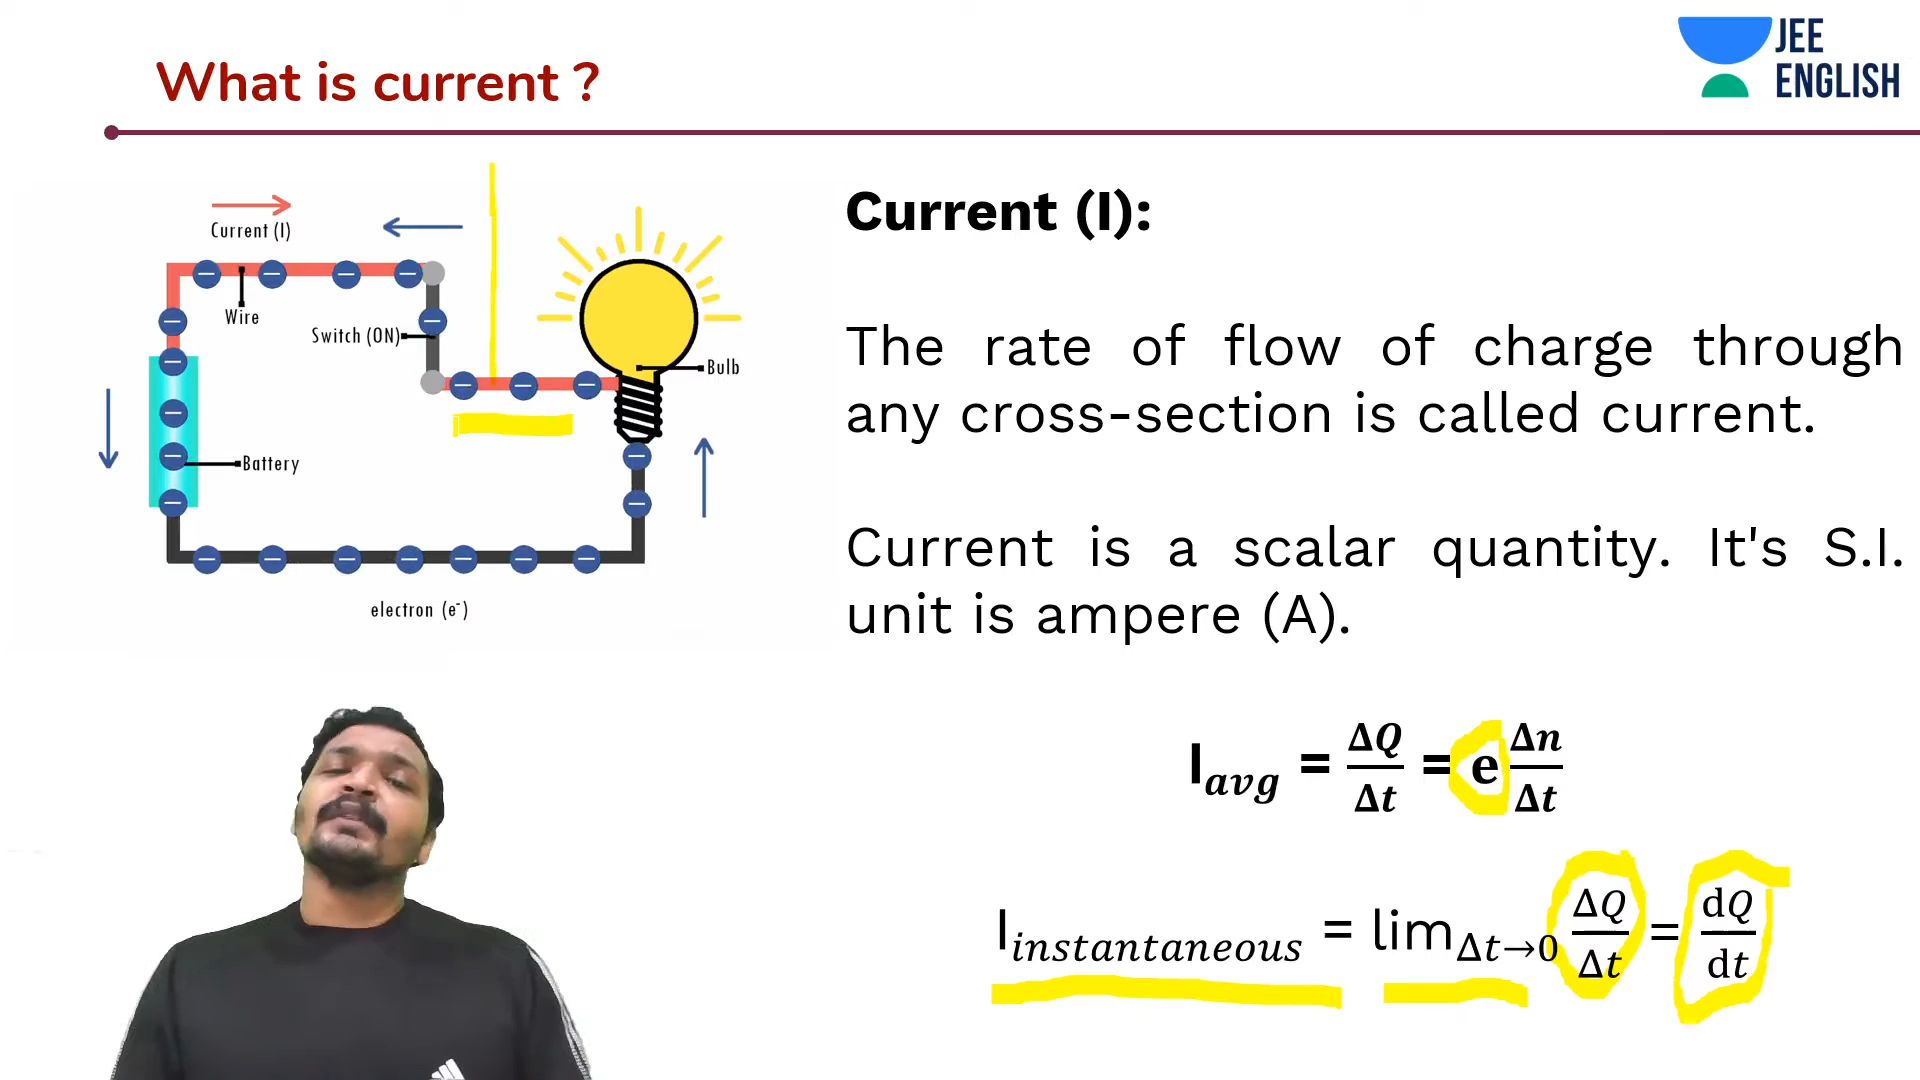 What is current ?
JEE
ENGLISH
Current (I)
Wire
Switch (ON)
Bulb
Battery
electron (e⁻)
Current (I):
The rate of flow of charge through
any cross-section is called current.
Current is a scalar quantity. It's S.I.
unit is ampere (A).
I_avg = ΔQ/Δt = e Δn/Δt
I_instantaneous = lim_Δt→0 ΔQ/Δt = dQ/dt